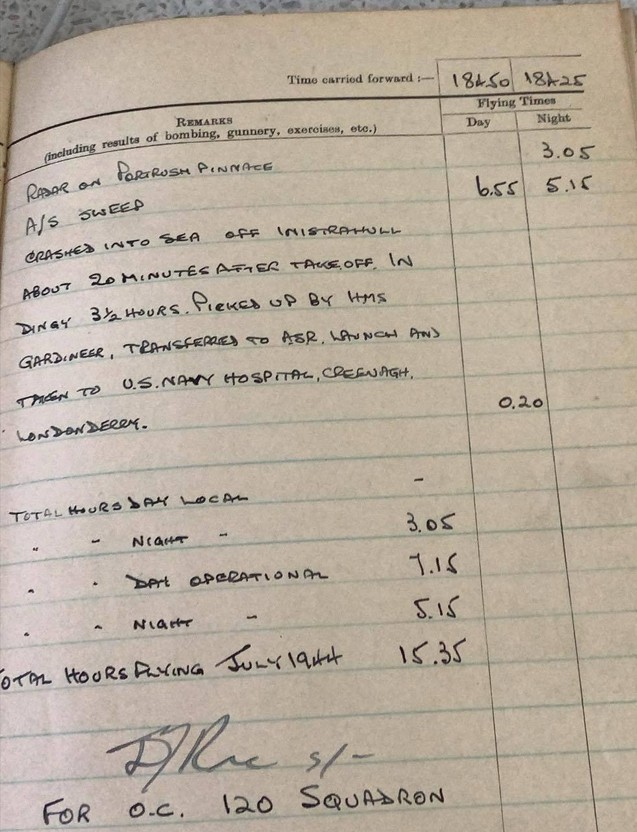 Time carried forward :— 184.50 184.25
Flying Times
REMARKS
(including results of bombing, gunnery, exercises, etc.) Day Night
RADAR ON PORTRUSH PINNACE 3.05
A/S SWEEP 6.55 5.15
CRASHED INTO SEA OFF INISTRAHULL
ABOUT 20 MINUTES AFTER TAKE OFF. IN
DINGY 3½ HOURS. PICKED UP BY HMS
GARDINEER, TRANSFERRED TO ASR. LAUNCH AND
TAKEN TO U.S. NAVY HOSPITAL, CREENAGH,
LONDONDERRY. 0.20
TOTAL HOURS DAY LOCAL -
" " NIGHT " 3.05
" " DAY OPERATIONAL 7.15
" " NIGHT " 5.15
TOTAL HOURS FLYING JULY 1944 15.35
S/-
FOR O.C. 120 SQUADRON